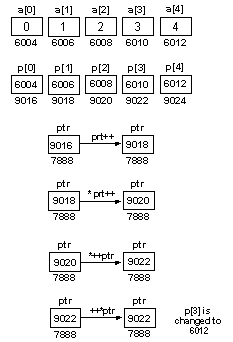 a[0] a[1] a[2] a[3] a[4]
0 1 2 3 4
6004 6006 6008 6010 6012
p[0] p[1] p[2] p[3] p[4]
6004 6006 6008 6010 6012
9016 9018 9020 9022 9024
ptr ptr
9016 prt++ 9018
7888 7888
ptr ptr
9018 * prt++ 9020
7888 7888
ptr ptr
9020 *++ptr 9022
7888 7888
ptr ptr
9022 ++*ptr 9022
7888 7888
p[3] is
changed to
6012